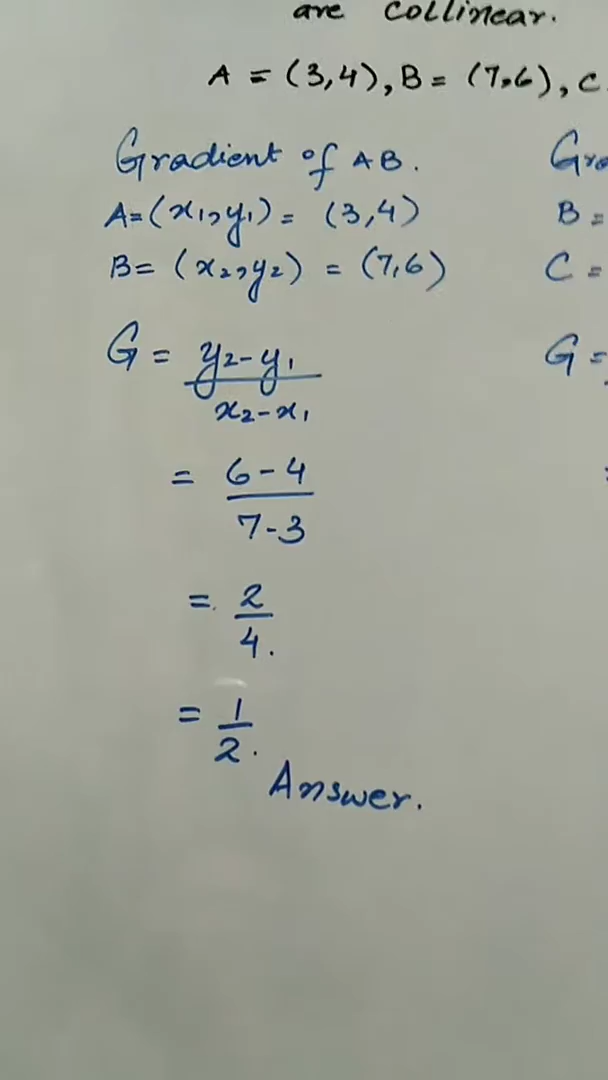 are collinear.
A = (3,4), B = (7,6), C
Gradient of AB.
A=(x₁,y₁)= (3,4)
B= (x₂,y₂) = (7,6)
G = y₂-y₁
x₂-x₁
= 6-4
7-3
= 2
4.
= 1
2.
Answer.
B =
C =
G =